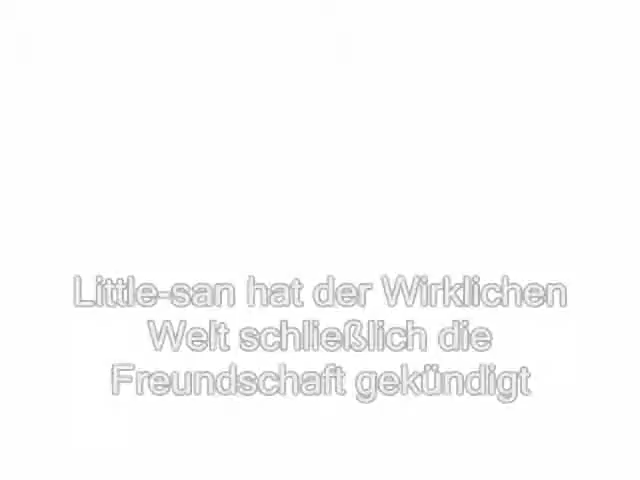 Little-san hat der Wirklichen
Welt schließlich die
Freundschaft gekündigt